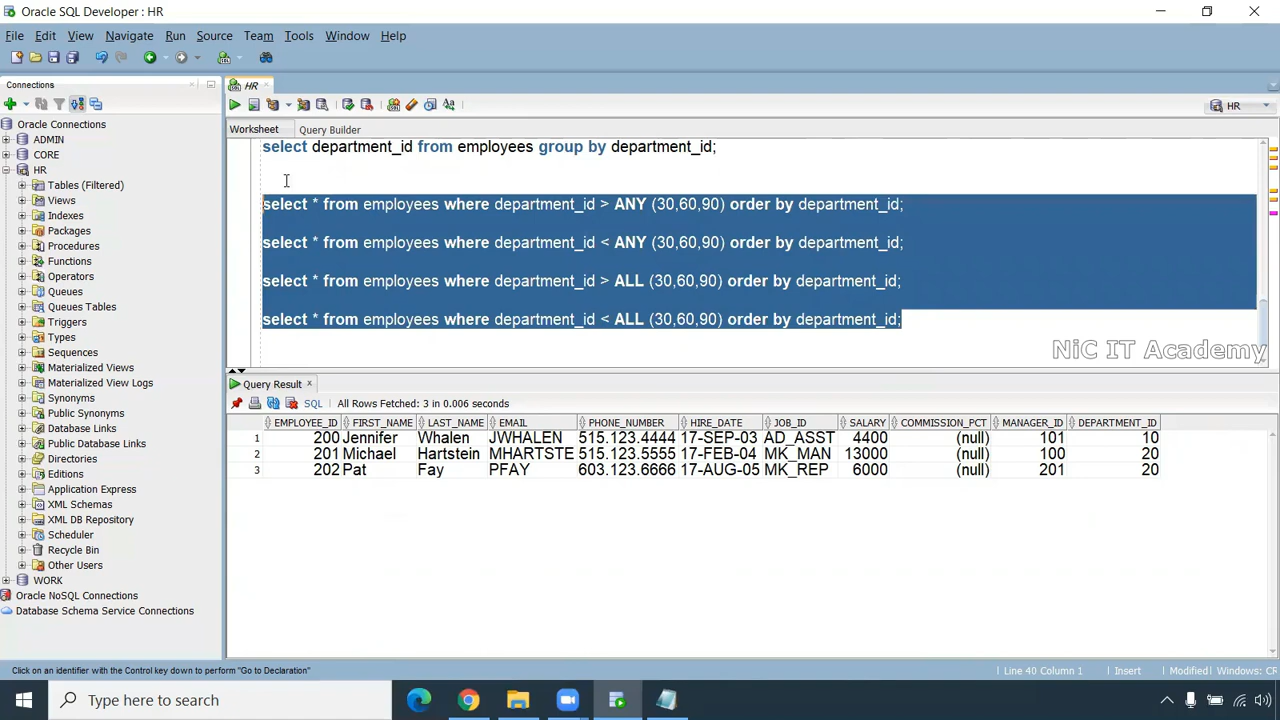 Oracle SQL Developer : HR
File Edit View Navigate Run Source Team Tools Window Help
Connections
HR
Worksheet Query Builder
HR
Oracle Connections
ADMIN
CORE
HR
Tables (Filtered)
Views
Indexes
Packages
Procedures
Functions
Operators
Queues
Queues Tables
Triggers
Types
Sequences
Materialized Views
Materialized View Logs
Synonyms
Public Synonyms
Database Links
Public Database Links
Directories
Editions
Application Express
XML Schemas
XML DB Repository
Scheduler
Recycle Bin
Other Users
WORK
Oracle NoSQL Connections
Database Schema Service Connections
select department_id from employees group by department_id;
select * from employees where department_id > ANY (30,60,90) order by department_id;
select * from employees where department_id < ANY (30,60,90) order by department_id;
select * from employees where department_id > ALL (30,60,90) order by department_id;
select * from employees where department_id < ALL (30,60,90) order by department_id;
NiC IT Academy
Query Result
SQL All Rows Fetched: 3 in 0.006 seconds
EMPLOYEE_ID FIRST_NAME LAST_NAME EMAIL PHONE_NUMBER HIRE_DATE JOB_ID SALARY COMMISSION_PCT MANAGER_ID DEPARTMENT_ID
1 200 Jennifer Whalen JWHALEN 515.123.4444 17-SEP-03 AD_ASST 4400 (null) 101 10
2 201 Michael Hartstein MHARTSTE 515.123.5555 17-FEB-04 MK_MAN 13000 (null) 100 20
3 202 Pat Fay PFAY 603.123.6666 17-AUG-05 MK_REP 6000 (null) 201 20
Click on an identifier with the Control key down to perform "Go to Declaration"
Line 40 Column 1 Insert Modified Windows: CR
Type here to search